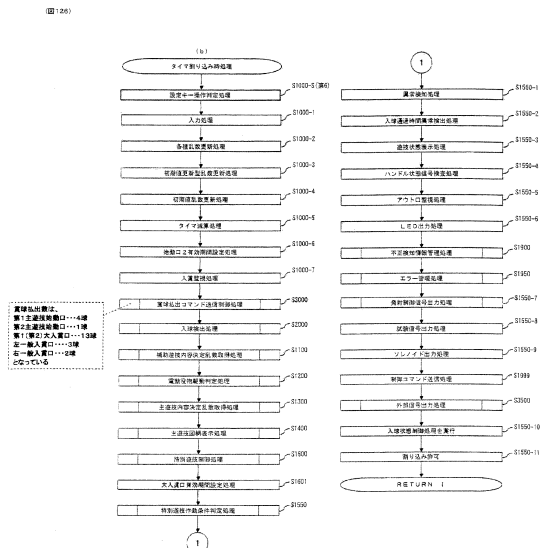 (図126)
(b)
タイマ割り込み時処理
設定キー操作判定処理
S1000-S(第6)
入力処理
S1000-1
各種乱数更新処理
S1000-2
初期値更新型乱数更新処理
S1000-3
初期値乱数更新処理
S1000-4
タイマ減算処理
S1000-5
始動口2有効期間設定処理
S1000-6
入賞監視処理
S1000-7
賞球払出コマンド送信制御処理
S3000
入球検出処理
S2000
補助遊技内容決定乱数取得処理
S1100
電動役物駆動判定処理
S1200
主遊技内容決定乱数取得処理
S1300
主遊技図柄表示処理
S1400
特別遊技制御処理
S1600
大入賞口有効期間設定処理
S1601
特別遊技作動条件判定処理
S1550
1
賞球払出数は、
第1主遊技始動口・・・4球
第2主遊技始動口・・・1球
第1(第2)大入賞口・・・13球
左一般入賞口・・・・3球
右一般入賞口・・・2球
となっている
1
異常検知処理
S1550-1
入球通過時間異常検出処理
S1550-2
遊技状態表示処理
S1550-3
ハンドル状態信号検査処理
S1550-4
アウト口監視処理
S1550-5
LED出力処理
S1550-6
不正検知情報管理処理
S1900
エラー管理処理
S1950
発射制御信号出力処理
S1550-7
試験信号出力処理
S1550-8
ソレノイド出力処理
S1550-9
制御コマンド送信処理
S1999
外部信号出力処理
S3500
入球状態制御処理を実行
S1550-10
割り込み許可
S1550-11
RETURN